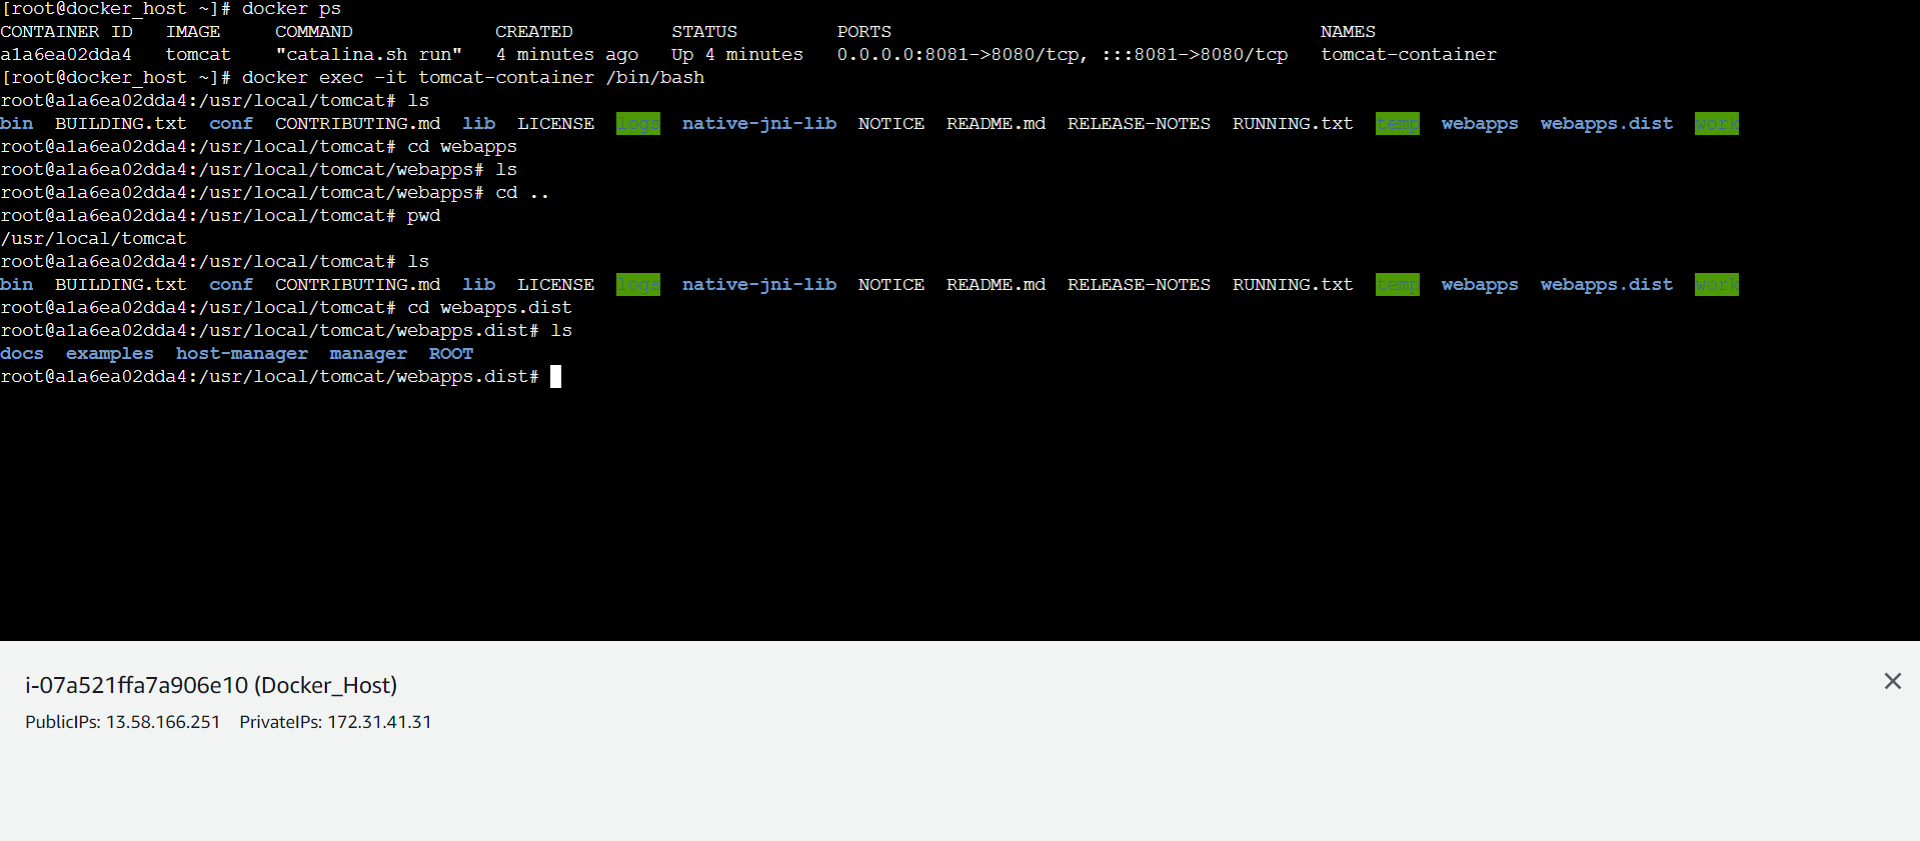 [root@docker_host ~]# docker ps
CONTAINER ID   IMAGE     COMMAND             CREATED         STATUS         PORTS                                       NAMES
a1a6ea02dda4   tomcat    "catalina.sh run"   4 minutes ago   Up 4 minutes   0.0.0.0:8081->8080/tcp, :::8081->8080/tcp   tomcat-container
[root@docker_host ~]# docker exec -it tomcat-container /bin/bash
root@a1a6ea02dda4:/usr/local/tomcat# ls
bin  BUILDING.txt  conf  CONTRIBUTING.md  lib  LICENSE  logs  native-jni-lib  NOTICE  README.md  RELEASE-NOTES  RUNNING.txt  temp  webapps  webapps.dist  work
root@a1a6ea02dda4:/usr/local/tomcat# cd webapps
root@a1a6ea02dda4:/usr/local/tomcat/webapps# ls
root@a1a6ea02dda4:/usr/local/tomcat/webapps# cd ..
root@a1a6ea02dda4:/usr/local/tomcat# pwd
/usr/local/tomcat
root@a1a6ea02dda4:/usr/local/tomcat# ls
bin  BUILDING.txt  conf  CONTRIBUTING.md  lib  LICENSE  logs  native-jni-lib  NOTICE  README.md  RELEASE-NOTES  RUNNING.txt  temp  webapps  webapps.dist  work
root@a1a6ea02dda4:/usr/local/tomcat# cd webapps.dist
root@a1a6ea02dda4:/usr/local/tomcat/webapps.dist# ls
docs  examples  host-manager  manager  ROOT
root@a1a6ea02dda4:/usr/local/tomcat/webapps.dist#
i-07a521ffa7a906e10 (Docker_Host)
PublicIPs: 13.58.166.251    PrivateIPs: 172.31.41.31